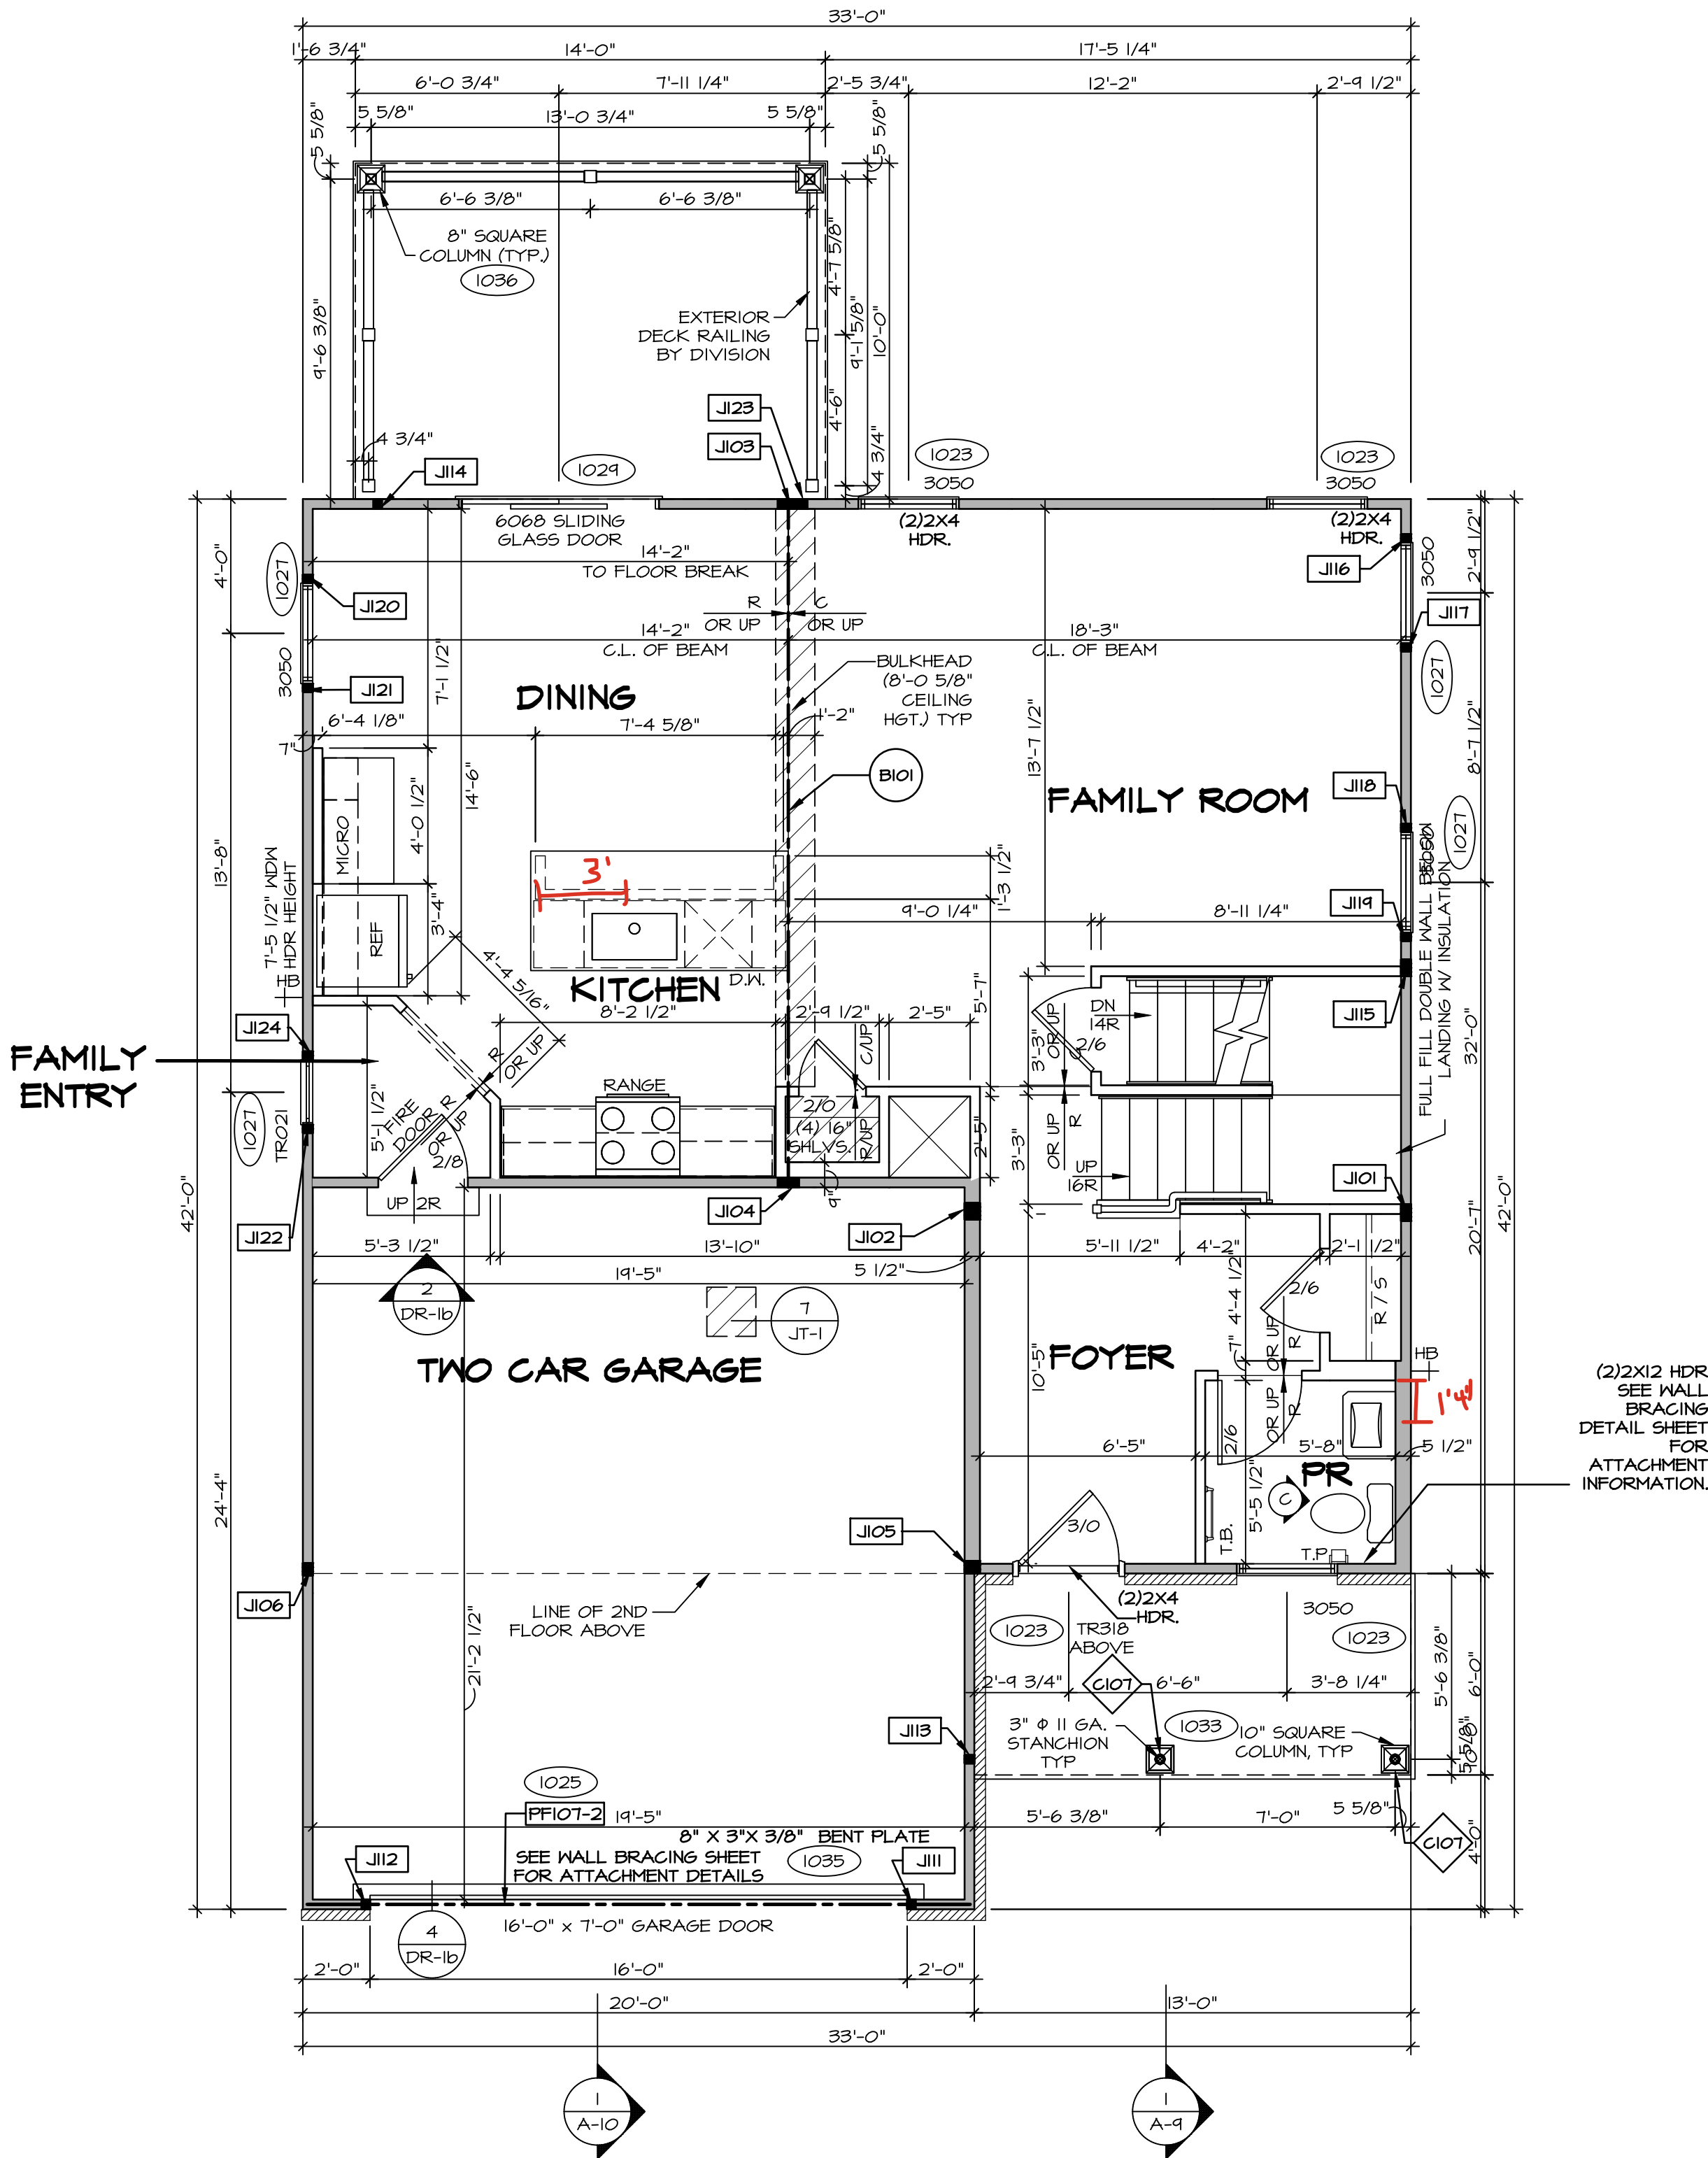 33'-0"
1'-6 3/4"
14'-0"
17'-5 1/4"
6'-0 3/4"
7'-11 1/4"
2'-5 3/4"
12'-2"
2'-9 1/2"
5 5/8"
13'-0 3/4"
5 5/8"
5 5/8"
5 5/8"
6'-6 3/8"
6'-6 3/8"
8" SQUARE
COLUMN (TYP.)
1036
EXTERIOR
DECK RAILING
BY DIVISION
9'-6 3/8"
4'-7 5/8"
9'-1 5/8"
10'-0"
4'-6"
4 3/4"
4 3/4"
J123
J103
J114
1029
1023
3050
1023
3050
6068 SLIDING
GLASS DOOR
(2)2X4
HDR.
(2)2X4
HDR.
14'-2"
TO FLOOR BREAK
4'-0"
1027
J120
R
OR UP
C
OR UP
J116
3050
2'-9 1/2"
J117
14'-2"
C.L. OF BEAM
18'-3"
C.L. OF BEAM
3050
J121
7'-1 1/2"
DINING
BULKHEAD
(8'-0 5/8"
CEILING
HGT.) TYP
1027
6'-4 1/8"
7'-4 5/8"
1'-2"
7"
14'-6"
13'-7 1/2"
8'-7 1/2"
B101
J118
FAMILY ROOM
1027
3050
13'-8"
4'-0 1/2"
MICRO
3'
1'-3 1/2"
7'-5 1/2" WDW
HDR HEIGHT
REF
3'-4"
9'-0 1/4"
8'-11 1/4"
J119
FULL FILL DOUBLE WALL BELOW
LANDING W/ INSULATION
HB
4'-4 5/16"
KITCHEN
D.W.
5'-7"
J124
8'-2 1/2"
2'-9 1/2"
2'-5"
DN
14R
J115
32'-0"
FAMILY
ENTRY
R
OR UP
C/UP
3'-3"
OR UP
C
2/6
1027
TR021
5'-1 1/2"
FIRE
DOOR
R
OR UP
2/8
RANGE
2/0
(4) 16"
SHLVS.
R/UP
2'-5"
3'-3"
OR UP
R
UP
16R
J101
42'-0"
UP 2R
J104
9"
J102
J122
20'-7"
42'-0"
5'-3 1/2"
13'-10"
5 1/2"
5'-11 1/2"
4'-2"
2'-1 1/2"
19'-5"
2
DR-1b
7
JT-1
4'-4 1/2"
2/6
R / S
TWO CAR GARAGE
10'-5"
FOYER
7"
OR UP
R
HB
1'4"
(2)2X12 HDR
SEE WALL
BRACING
DETAIL SHEET
FOR
ATTACHMENT
INFORMATION.
OR UP
R
2/6
6'-5"
5'-8"
5 1/2"
PR
24'-4"
5'-5 1/2"
C
J105
3/0
T.B.
T.P
J106
LINE OF 2ND
FLOOR ABOVE
(2)2X4
HDR.
3050
1023
TR318
ABOVE
1023
21'-2 1/2"
5'-6 3/8"
6'-0"
2'-9 3/4"
C107
6'-6"
3'-8 1/4"
J113
3" Φ 11 GA.
STANCHION
TYP
1033
10" SQUARE
COLUMN, TYP
5 5/8"
1025
PF107-2
19'-5"
5'-6 3/8"
7'-0"
5 5/8"
C107
4'-0"
8" X 3"X 3/8" BENT PLATE
J112
SEE WALL BRACING SHEET
FOR ATTACHMENT DETAILS
1035
J111
4
DR-1b
16'-0" x 7'-0" GARAGE DOOR
2'-0"
16'-0"
2'-0"
20'-0"
13'-0"
33'-0"
1
A-10
1
A-9